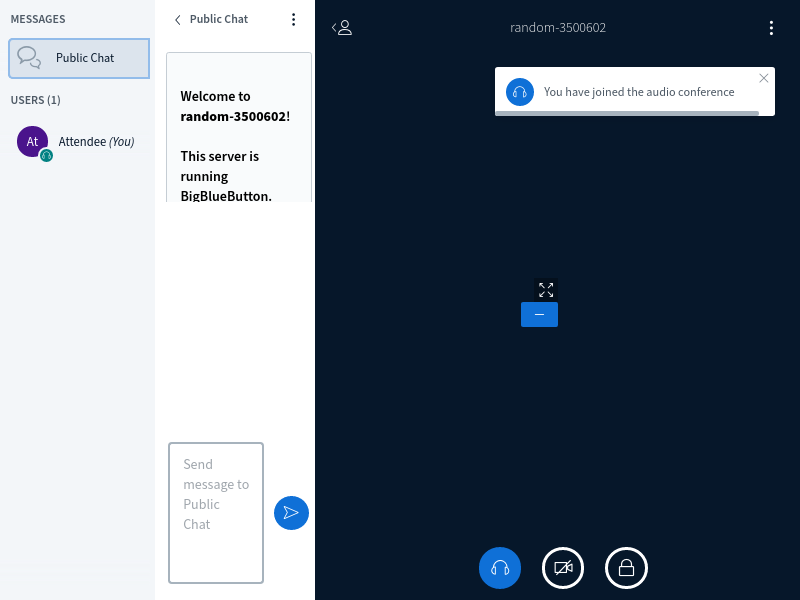 MESSAGES
Public Chat
USERS (1)
At
Attendee (You)
Public Chat
Welcome to
random-3500602!
This server is
running
BigBlueButton.
Send
message to
Public
Chat
random-3500602
You have joined the audio conference